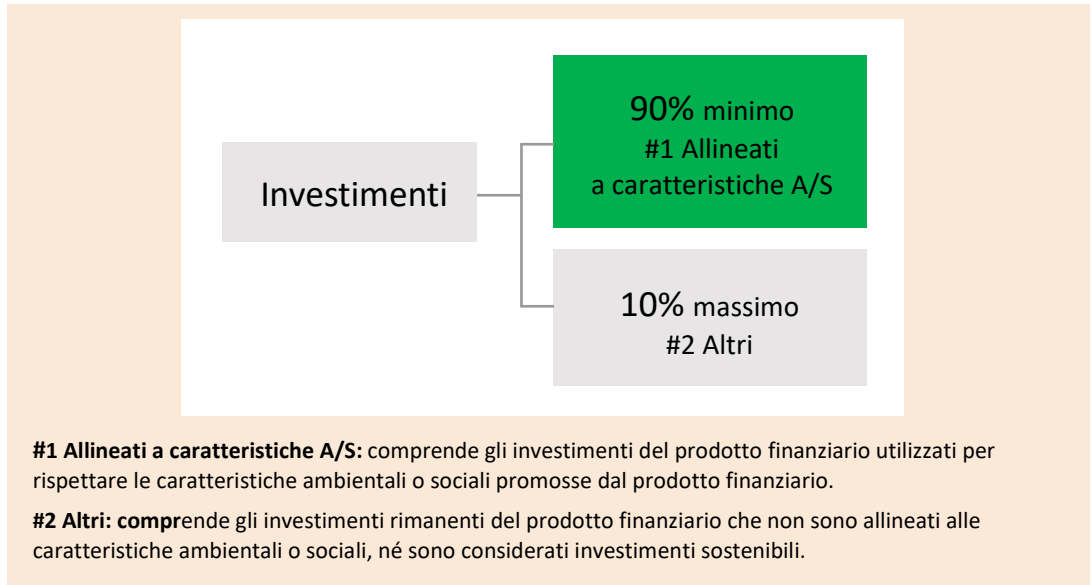 90% minimo
#1 Allineati
a caratteristiche A/S
Investimenti
10% massimo
#2 Altri
#1 Allineati a caratteristiche A/S: comprende gli investimenti del prodotto finanziario utilizzati per
rispettare le caratteristiche ambientali o sociali promosse dal prodotto finanziario.
#2 Altri: comprende gli investimenti rimanenti del prodotto finanziario che non sono allineati alle
caratteristiche ambientali o sociali, né sono considerati investimenti sostenibili.